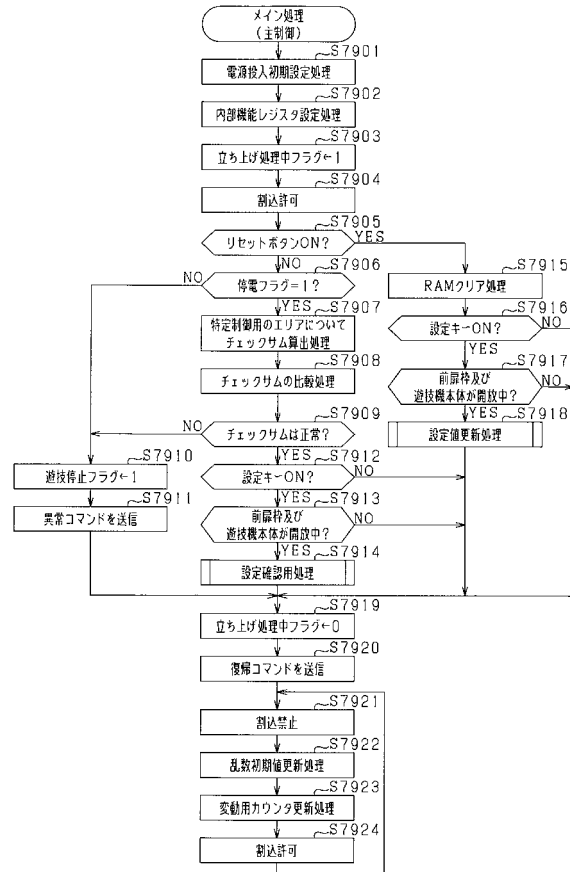 メイン処理
(主制御)
S7901
電源投入初期設定処理
S7902
内部機能レジスタ設定処理
S7903
立ち上げ処理中フラグ←1
S7904
割込許可
S7905
リセットボタンON?
YES
NO
S7906
停電フラグ=1?
NO
YES
S7907
特定制御用のエリアについて
チェックサム算出処理
S7908
チェックサムの比較処理
S7909
チェックサムは正常?
NO
YES
S7910
遊技停止フラグ←1
S7911
異常コマンドを送信
S7912
設定キーON?
NO
YES
S7913
前扉枠及び
遊技機本体が開放中?
NO
YES
S7914
設定確認用処理
S7915
RAMクリア処理
S7916
設定キーON?
NO
YES
S7917
前扉枠及び
遊技機本体が開放中?
NO
YES
S7918
設定値更新処理
S7919
立ち上げ処理中フラグ←0
S7920
復帰コマンドを送信
S7921
割込禁止
S7922
乱数初期値更新処理
S7923
変動用カウンタ更新処理
S7924
割込許可